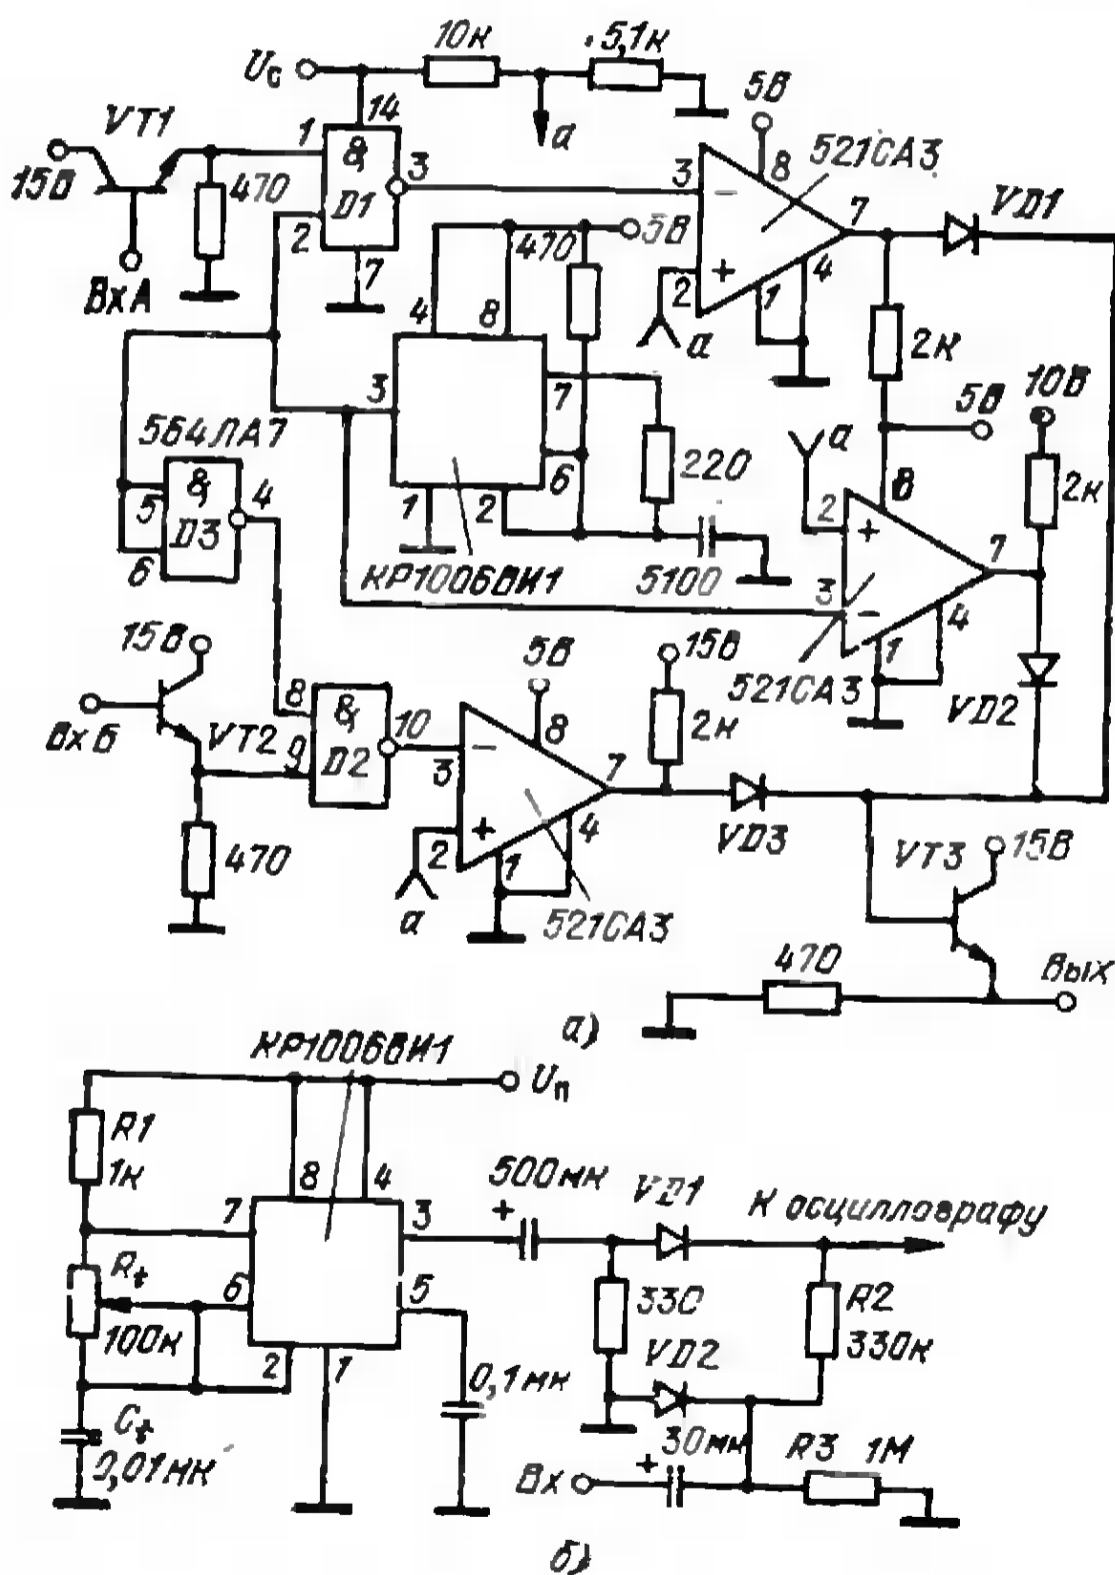 10к
5,1к
Uc
5В
14
а
VT1
1
&
3
3
−
8
521СА3
7
VD1
15В
470
2
D1
470
5В
7
+
2
1
4
Вх А
4
8
а
2к
3
7
10В
5В
564ЛА7
а
&
4
6
220
8
2к
5
D3
1
2
2
+
7
6
КР1006ВИ1
5100
3
−
4
15В
5В
15В
1
521СА3
VD2
8
&
10
8
2к
Вх Б
VT2
9
D2
3
−
7
+
4
VD3
VT3
15В
470
2
1
а
521СА3
470
Вых
а)
КР1006ВИ1
Uп
R1
1к
8
4
500мк
VD1
К осциллографу
7
3
+
Rt
6
5
330
R2
100к
330к
2
1
VD2
0,1мк
Ct
30мк
R3
1М
0,01мк
Вх
+
б)